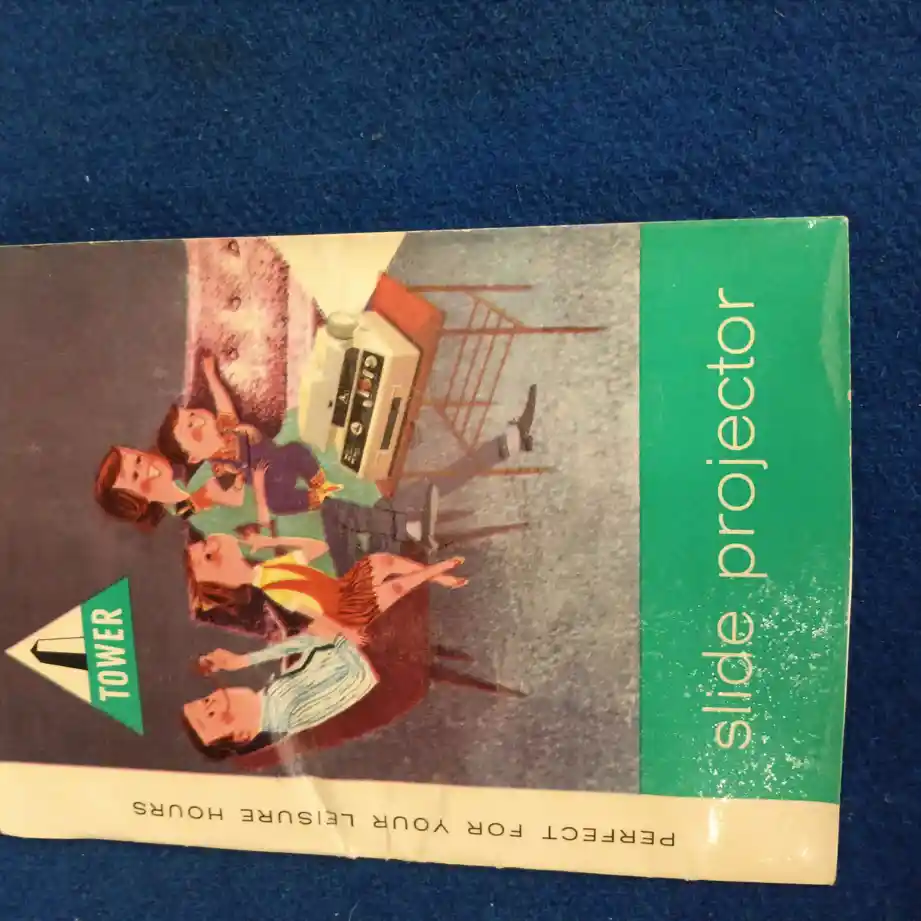 TOWER
slide projector
PERFECT FOR YOUR LEISURE HOURS